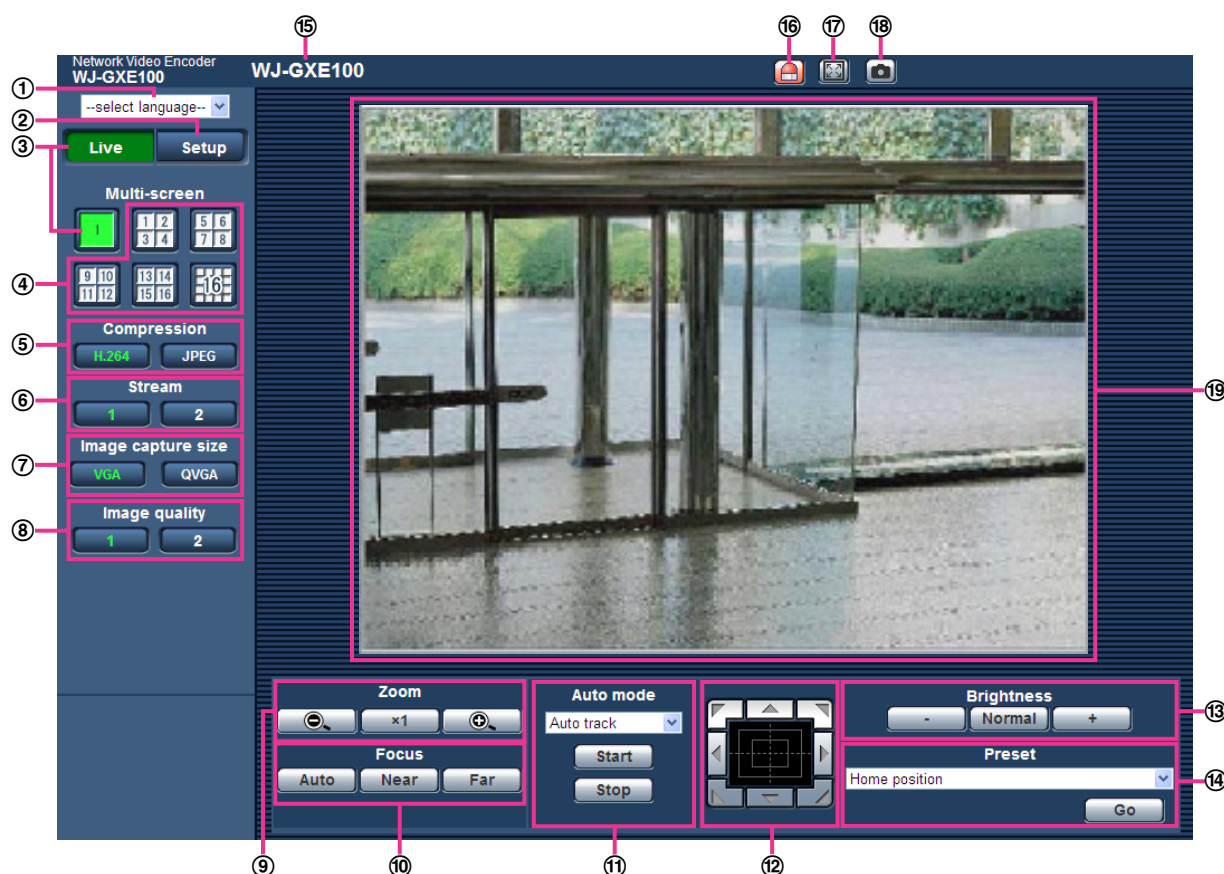 ⑮ ⑯ ⑰ ⑱
Network Video Encoder
WJ-GXE100
WJ-GXE100
①
--select language--
②
③
Live Setup
Multi-screen
1
1 2
3 4
5 6
7 8
④
9 10
11 12
13 14
15 16
16
Compression
⑤
H.264 JPEG
Stream
⑥
1 2
⑲
Image capture size
⑦
VGA QVGA
Image quality
⑧
1 2
Zoom
⑨
×1
Focus
Auto Near Far
Auto mode
Auto track
Start
Stop
Brightness
- Normal +
⑬
Preset
Home position
⑭
Go
⑨ ⑩ ⑪ ⑫